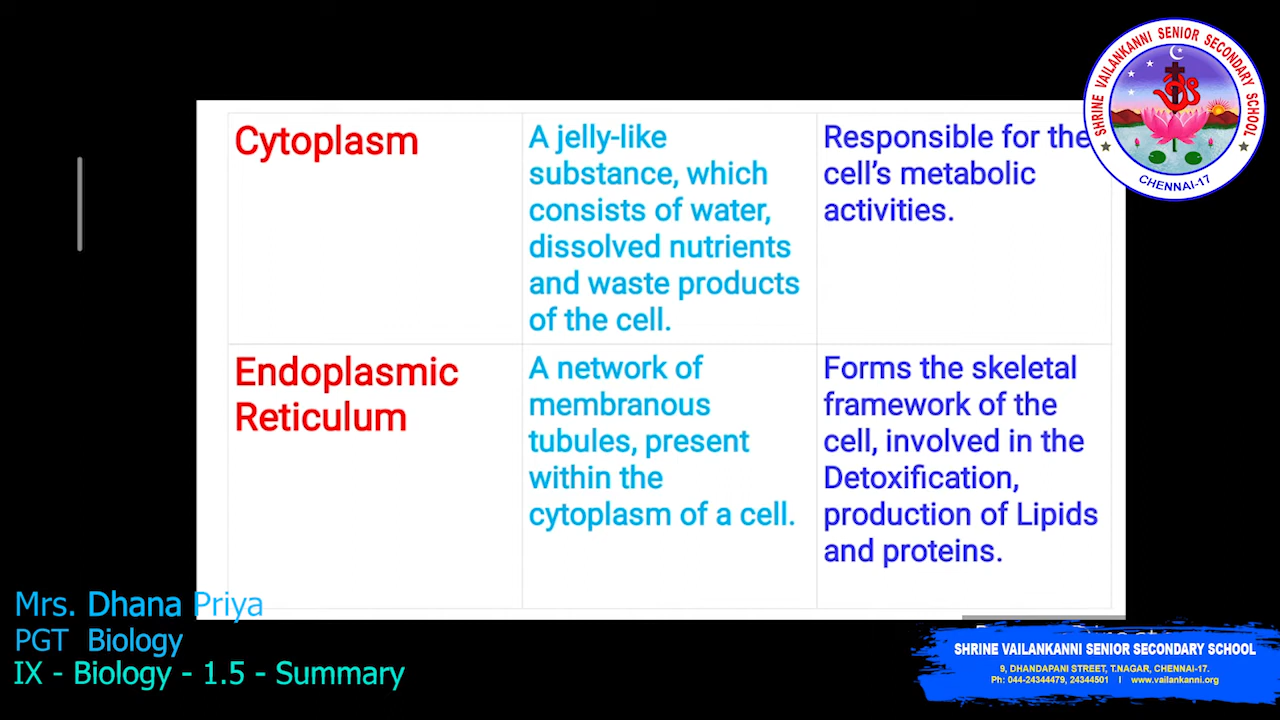 SHRINE VAILANKANNI SENIOR SECONDARY SCHOOL
CHENNAI-17
Cytoplasm
A jelly-like
substance, which
consists of water,
dissolved nutrients
and waste products
of the cell.
Responsible for the
cell's metabolic
activities.
Endoplasmic
Reticulum
A network of
membranous
tubules, present
within the
cytoplasm of a cell.
Forms the skeletal
framework of the
cell, involved in the
Detoxification,
production of Lipids
and proteins.
Mrs. Dhana Priya
PGT Biology
IX - Biology - 1.5 - Summary
SHRINE VAILANKANNI SENIOR SECONDARY SCHOOL
9, DHANDAPANI STREET, T.NAGAR, CHENNAI-17.
Ph: 044-24344479, 24344501 I www.vailankanni.org